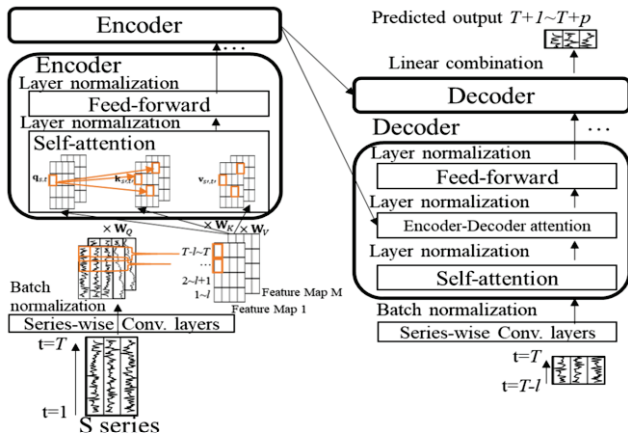 Encoder
...
Encoder
Layer normalization
Feed-forward
Layer normalization
Self-attention
q_{s,t}
v_{s',t'}
× W_Q
× W_K
× W_V
T-l~T
...
2~l+1
1~l
Feature Map M
Feature Map 1
Batch
normalization
Series-wise Conv. layers
t=T
t=1
S series
Predicted output T+1~T+p
Linear combination
Decoder
Decoder
...
Layer normalization
Feed-forward
Layer normalization
Encoder-Decoder attention
Layer normalization
Self-attention
Batch normalization
Series-wise Conv. layers
t=T
t=T-l